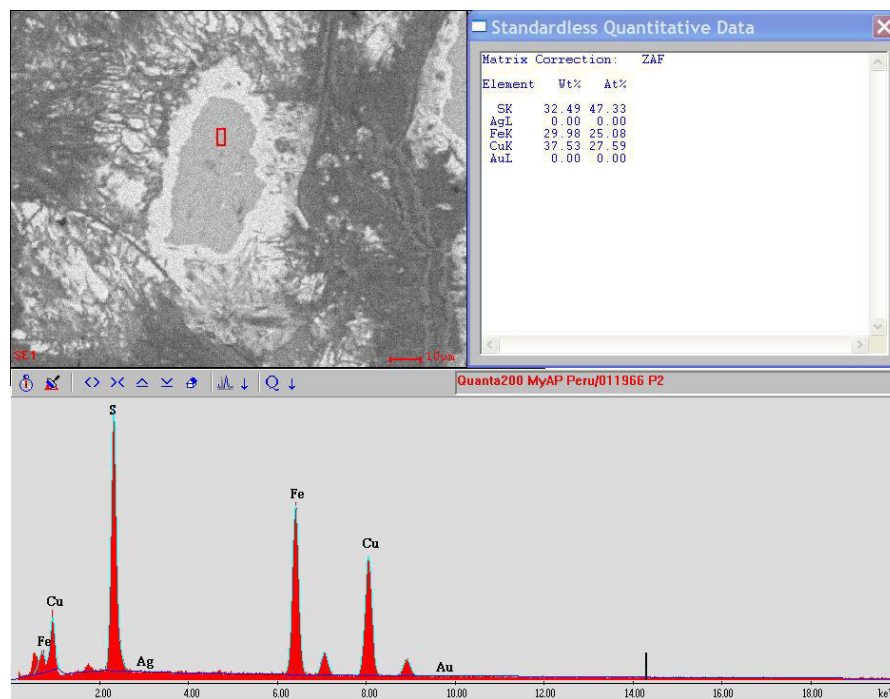 Standardless Quantitative Data
Matrix Correction: ZAF
Element Wt% At%
SK 32.49 47.33
AgL 0.00 0.00
FeK 29.98 25.08
CuK 37.53 27.59
AuL 0.00 0.00
SE1
10µm
Q
Quanta200 MyAP Peru/011966 P2
S
Fe
Cu
Cu
Fe
Ag
Au
2.00 4.00 6.00 8.00 10.00 12.00 14.00 16.00 18.00 ke